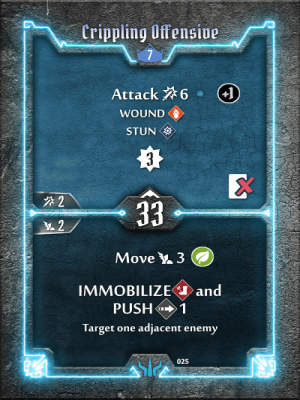 Crippling Offensive
7
Attack 6 +1
WOUND
STUN
3
2
33
2
Move 3
IMMOBILIZE and
PUSH 1
Target one adjacent enemy
025